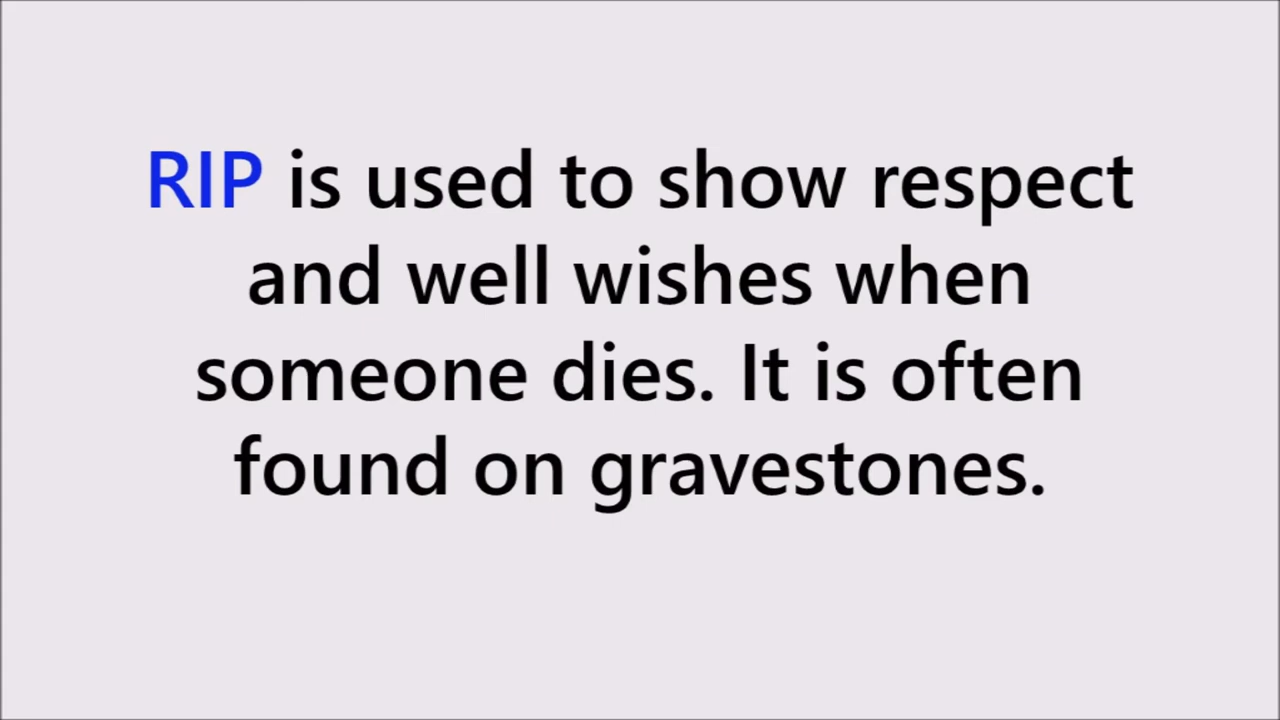 RIP is used to show respect
and well wishes when
someone dies. It is often
found on gravestones.